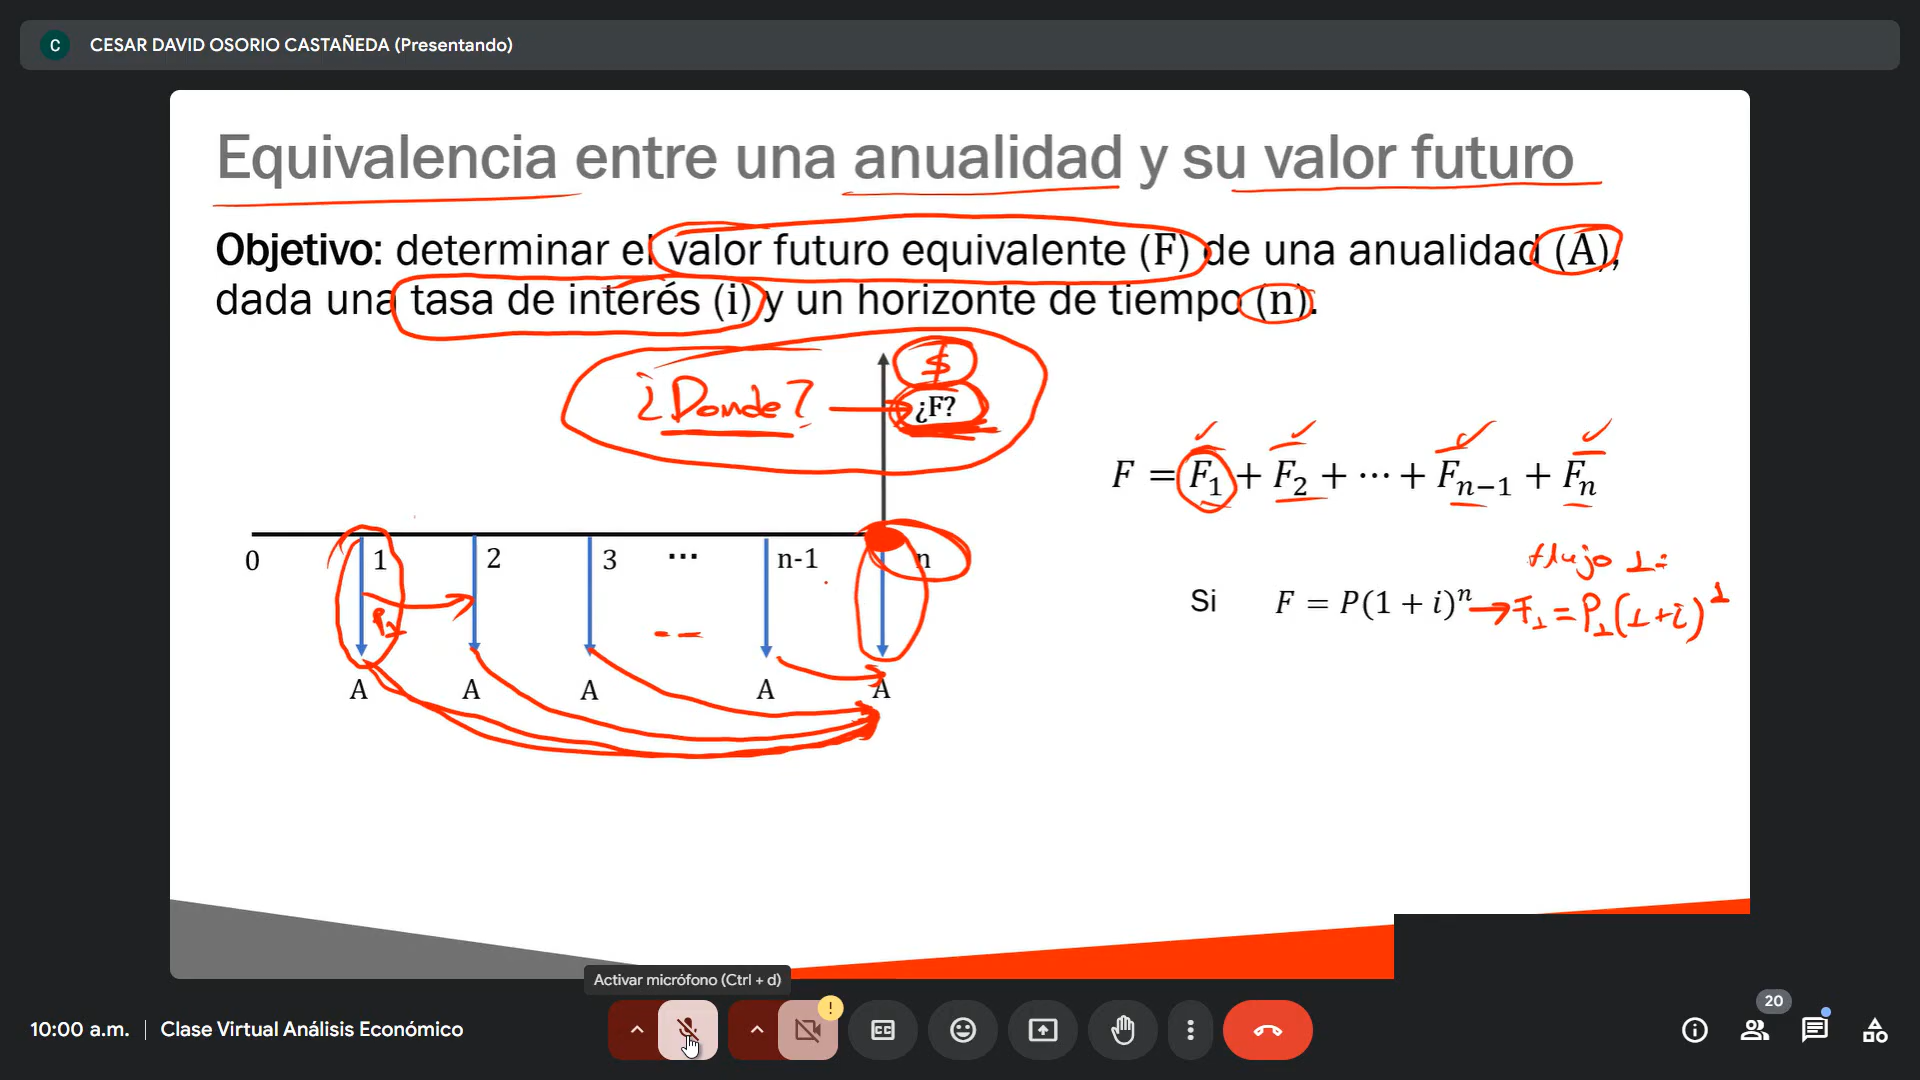 C CESAR DAVID OSORIO CASTAÑEDA (Presentando)
Equivalencia entre una anualidad y su valor futuro
Objetivo: determinar el valor futuro equivalente (F) de una anualidad (A),
dada una tasa de interés (i) y un horizonte de tiempo (n).
$
¿Donde? ¿F?
F = F₁ + F₂ + ⋯ + Fₙ₋₁ + Fₙ
0 1 2 3 ... n-1 n
flujo 1:
Si F = P(1 + i)ⁿ → F₁ = P₁(1+i)¹
P₁
A A A A A
Activar micrófono (Ctrl + d)
!
20
10:00 a.m. | Clase Virtual Análisis Económico
CC